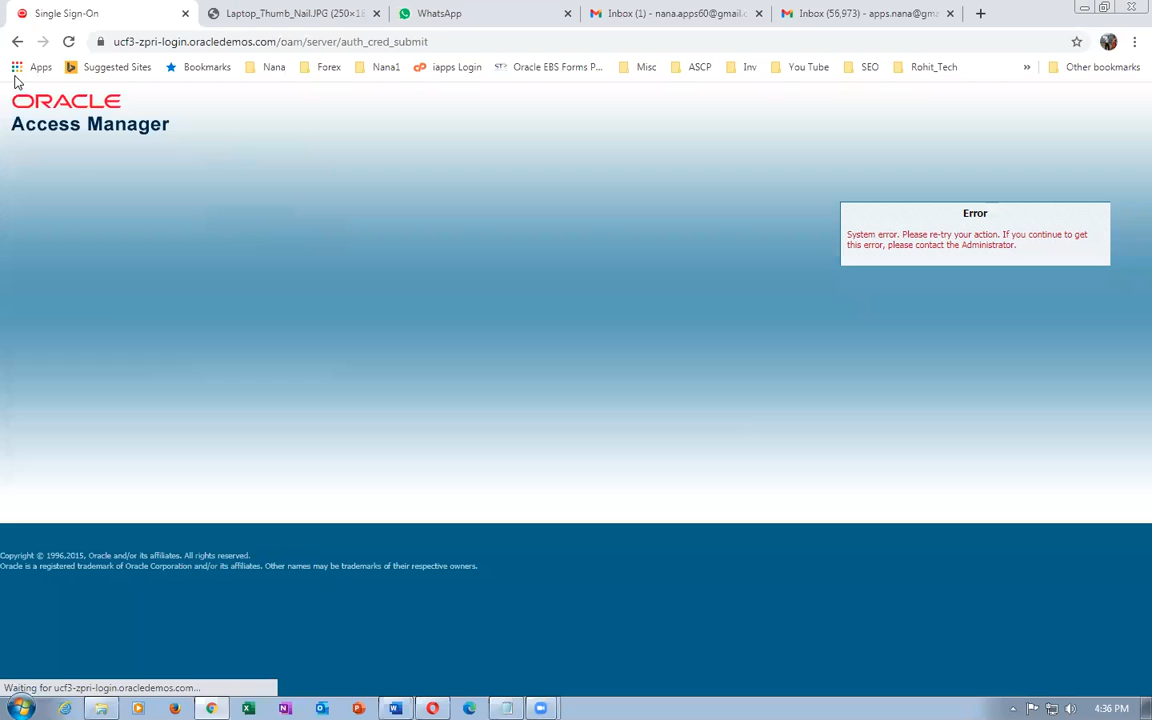 Single Sign-On
Laptop_Thumb_Nail.JPG (250×18
WhatsApp
Inbox (1) - nana.apps60@gmail.c
Inbox (56,973) - apps.nana@gma
ucf3-zpri-login.oracledemos.com/oam/server/auth_cred_submit
Apps
Suggested Sites
Bookmarks
Nana
Forex
Nana1
iapps Login
Oracle EBS Forms P...
Misc
ASCP
Inv
You Tube
SEO
Rohit_Tech
»
Other bookmarks
ORACLE
Access Manager
Error
System error. Please re-try your action. If you continue to get
this error, please contact the Administrator.
Copyright © 1996,2015, Oracle and/or its affiliates. All rights reserved.
Oracle is a registered trademark of Oracle Corporation and/or its affiliates. Other names may be trademarks of their respective owners.
Waiting for ucf3-zpri-login.oracledemos.com...
4:36 PM